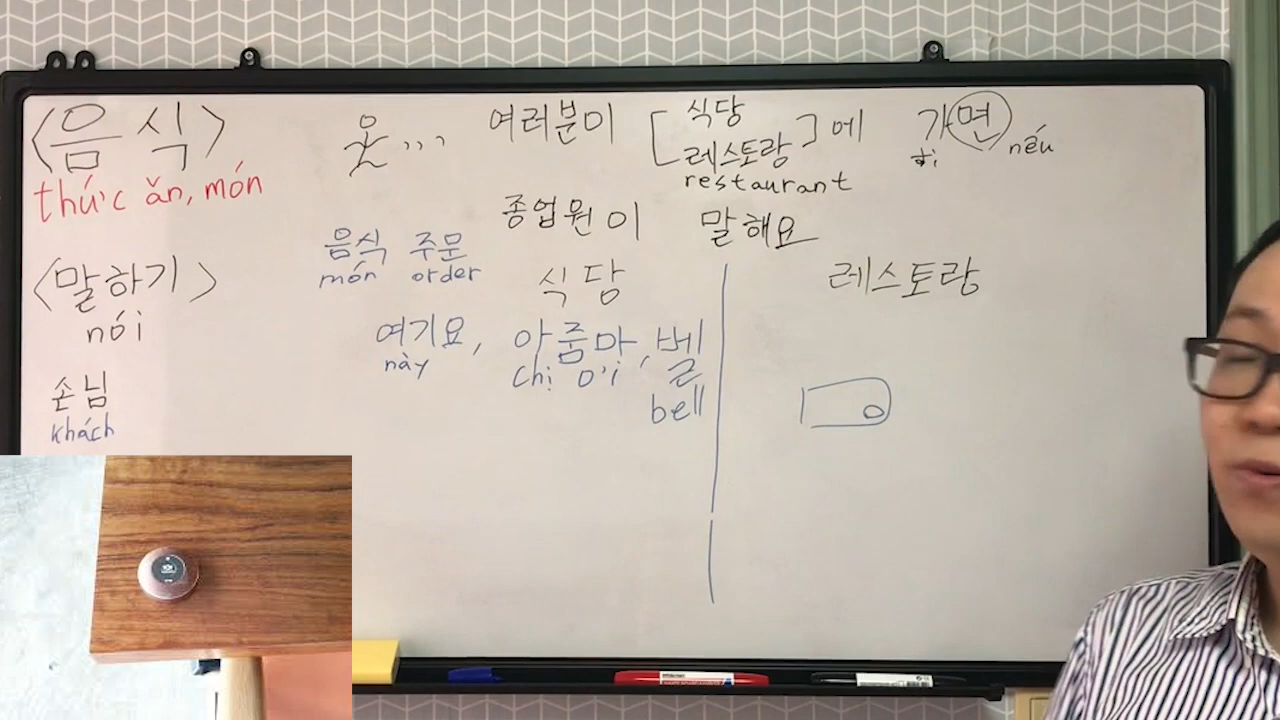 <음식>
thức ăn, món
옷...
여러분이 [식당 레스토랑]에 가면
restaurant
đi
nếu
종업원이 말해요
음식 주문
món order
<말하기>
nói
식당
레스토랑
여기요, 아줌마, 벨
này chị ơi bell
손님
khách